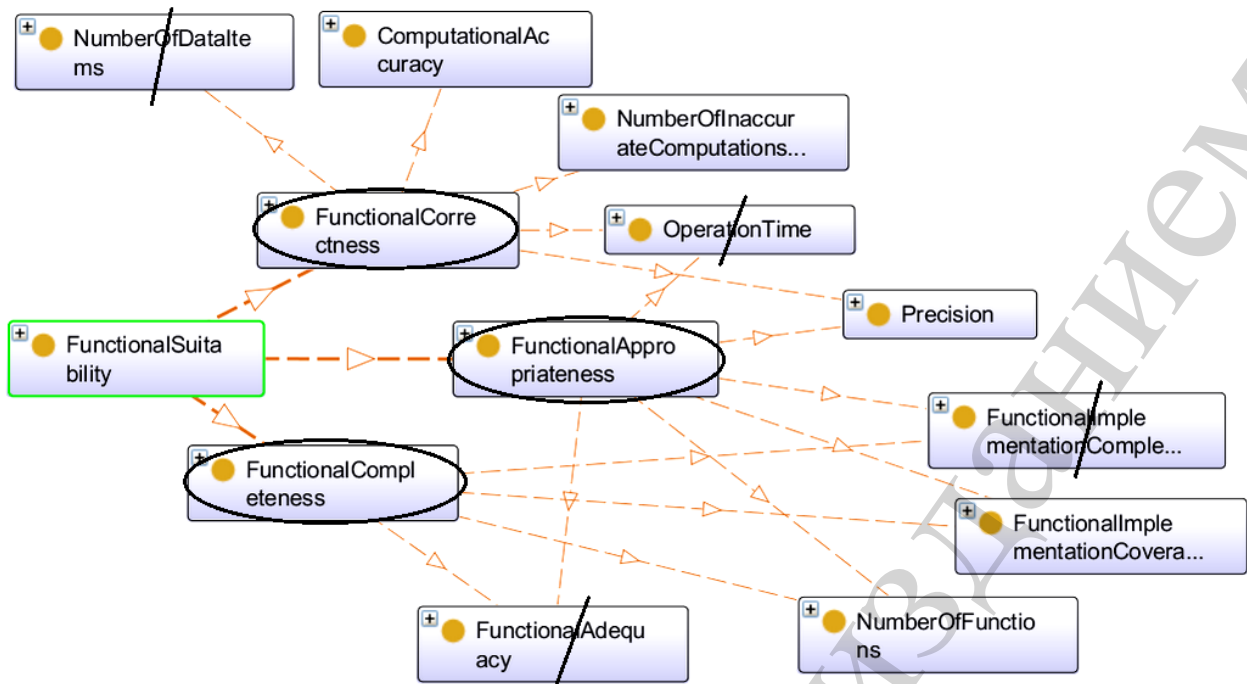 NumberOfDataIte
ms
ComputationalAc
curacy
NumberOfInaccur
ateComputations...
FunctionalCorre
ctness
OperationTime
Precision
FunctionalSuita
bility
FunctionalAppro
priateness
FunctionalImple
mentationComple...
FunctionalCompl
eteness
FunctionalImple
mentationCovera...
FunctionalAdequ
acy
NumberOfFunctio
ns
изданием